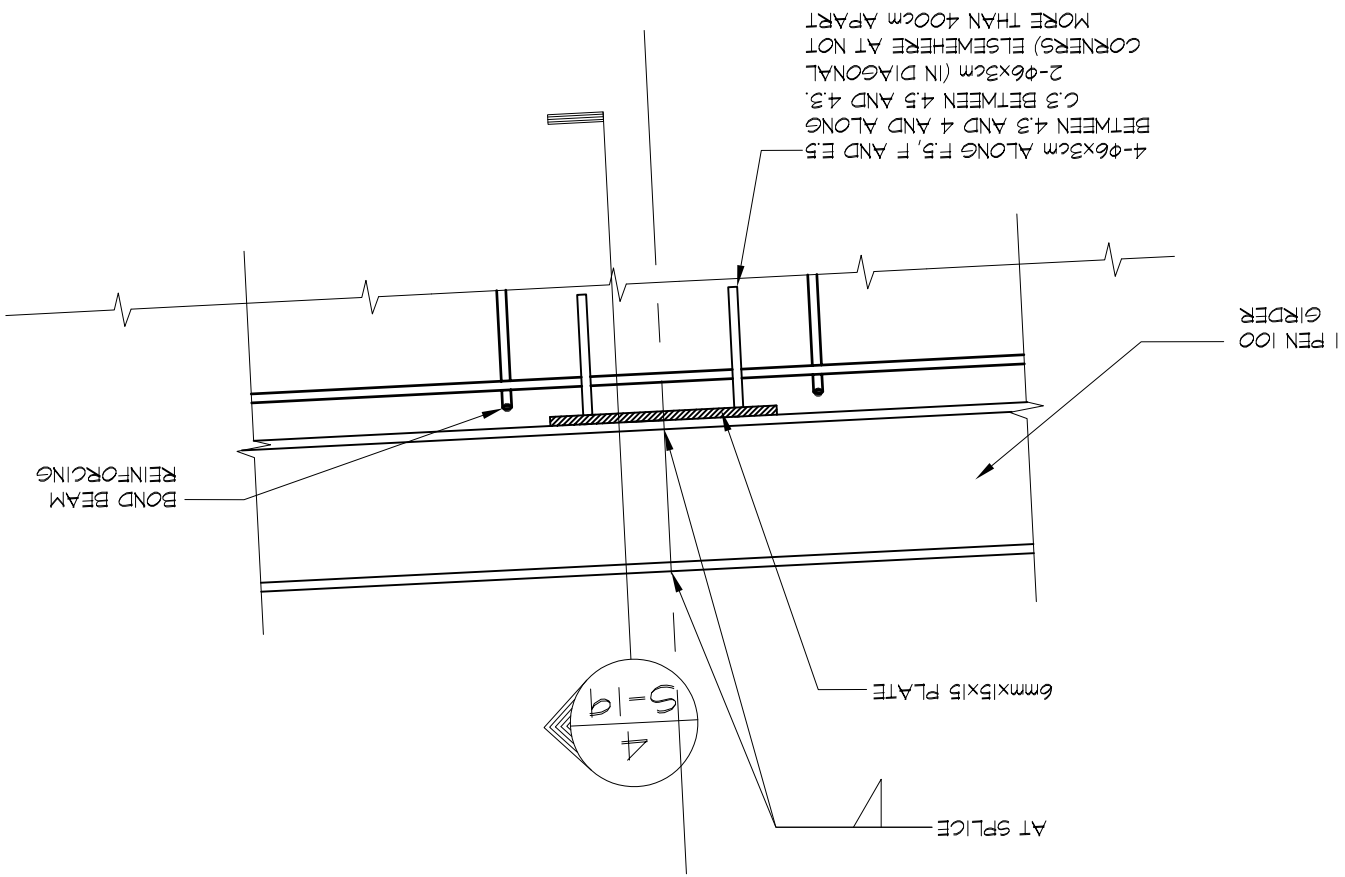 AT SPLICE
4
S-19
6mmx15x15 PLATE
BOND BEAM
REINFORCING
I PEN 100
GIRDER
4-Φ6x3cm ALONG F.5, F AND E.5
BETWEEN 4.3 AND 4 AND ALONG
C.3 BETWEEN 4.5 AND 4.3.
2-Φ6x3cm (IN DIAGONAL
CORNERS) ELSEWHERE AT NOT
MORE THAN 400cm APART